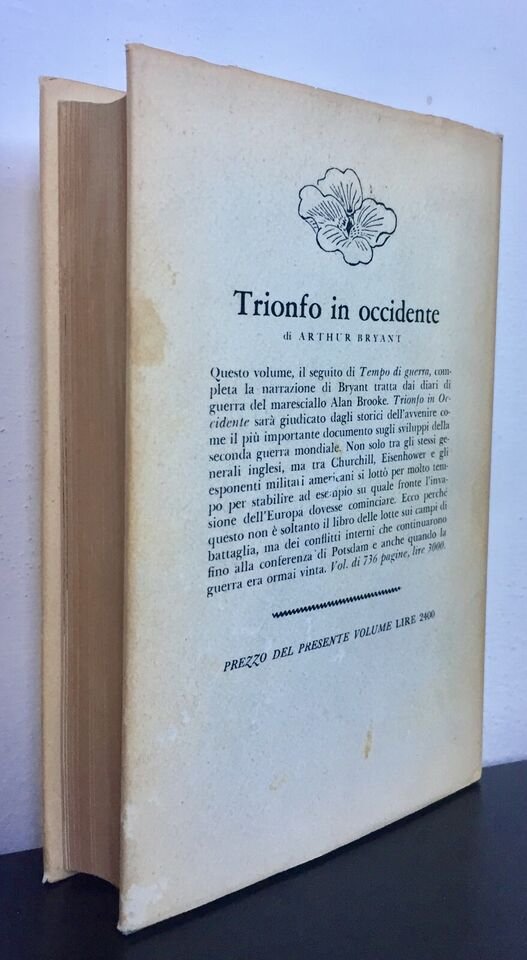 Trionfo in occidente
di ARTHUR BRYANT
Questo volume, il seguito di Tempo di guerra, com-
pleta la narrazione di Bryant tratta dai diari di
guerra del maresciallo Alan Brooke. Trionfo in Oc-
cidente sarà giudicato dagli storici dell'avvenire co-
me il più importante documento sugli sviluppi della
seconda guerra mondiale. Non solo tra gli stessi ge-
nerali inglesi, ma tra Churchill, Eisenhower e gli
esponenti militari americani si lottò per molto tem-
po per stabilire ad esempio su quale fronte l'inva-
sione dell'Europa dovesse cominciare. Ecco perché
questo non è soltanto il libro delle lotte sui campi di
battaglia, ma dei conflitti interni che continuarono
fino alla conferenza di Potsdam e anche quando la
guerra era ormai vinta. Vol. di 736 pagine, lire 3000.
PREZZO DEL PRESENTE VOLUME LIRE 2400